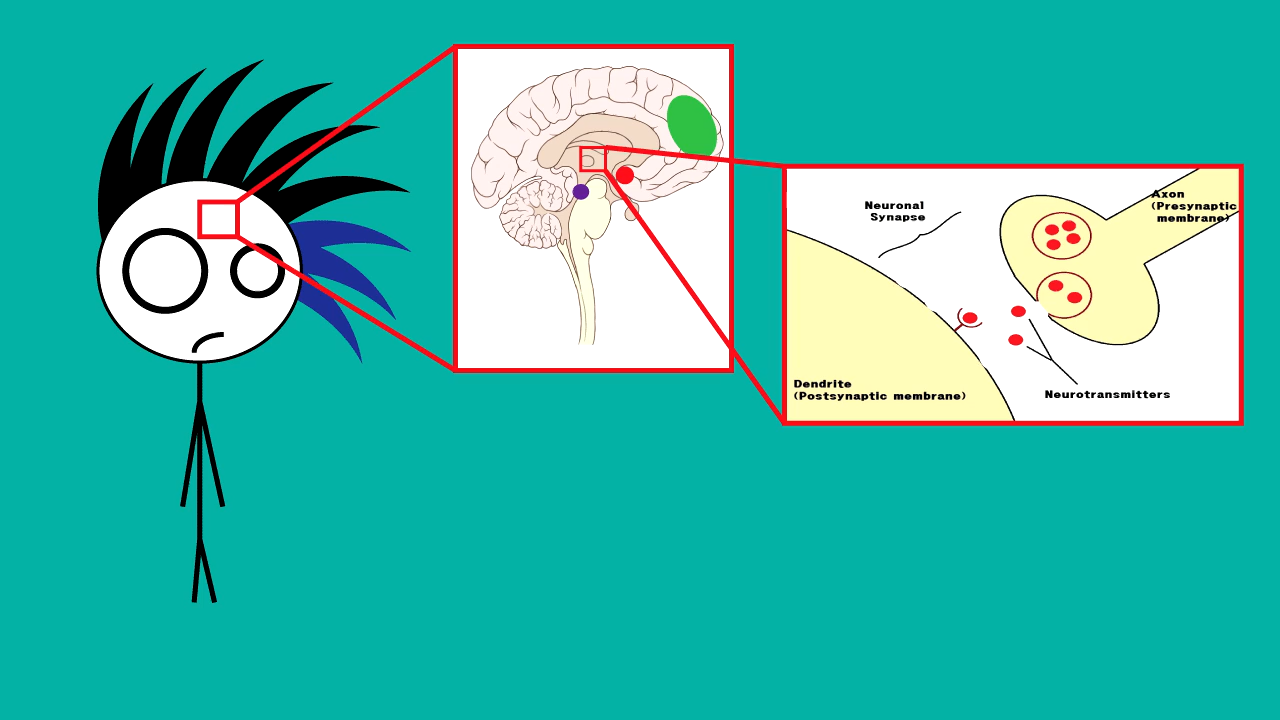 Neuronal
Synapse
Axon
(Presynaptic
membrane)
Dendrite
(Postsynaptic membrane)
Neurotransmitters